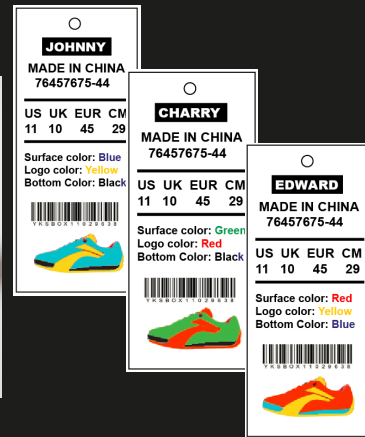 JOHNNY
MADE IN CHINA
76457675-44
US UK EUR CM
11 10 45 29
Surface color: Blue
Logo color: Yellow
Bottom Color: Black
YKSBOX11029638
CHARRY
MADE IN CHINA
76457675-44
US UK EUR CM
11 10 45 29
Surface color: Green
Logo color: Red
Bottom Color: Black
YKSBOX11029638
EDWARD
MADE IN CHINA
76457675-44
US UK EUR CM
11 10 45 29
Surface color: Red
Logo color: Yellow
Bottom Color: Blue
YKSBOX11029638